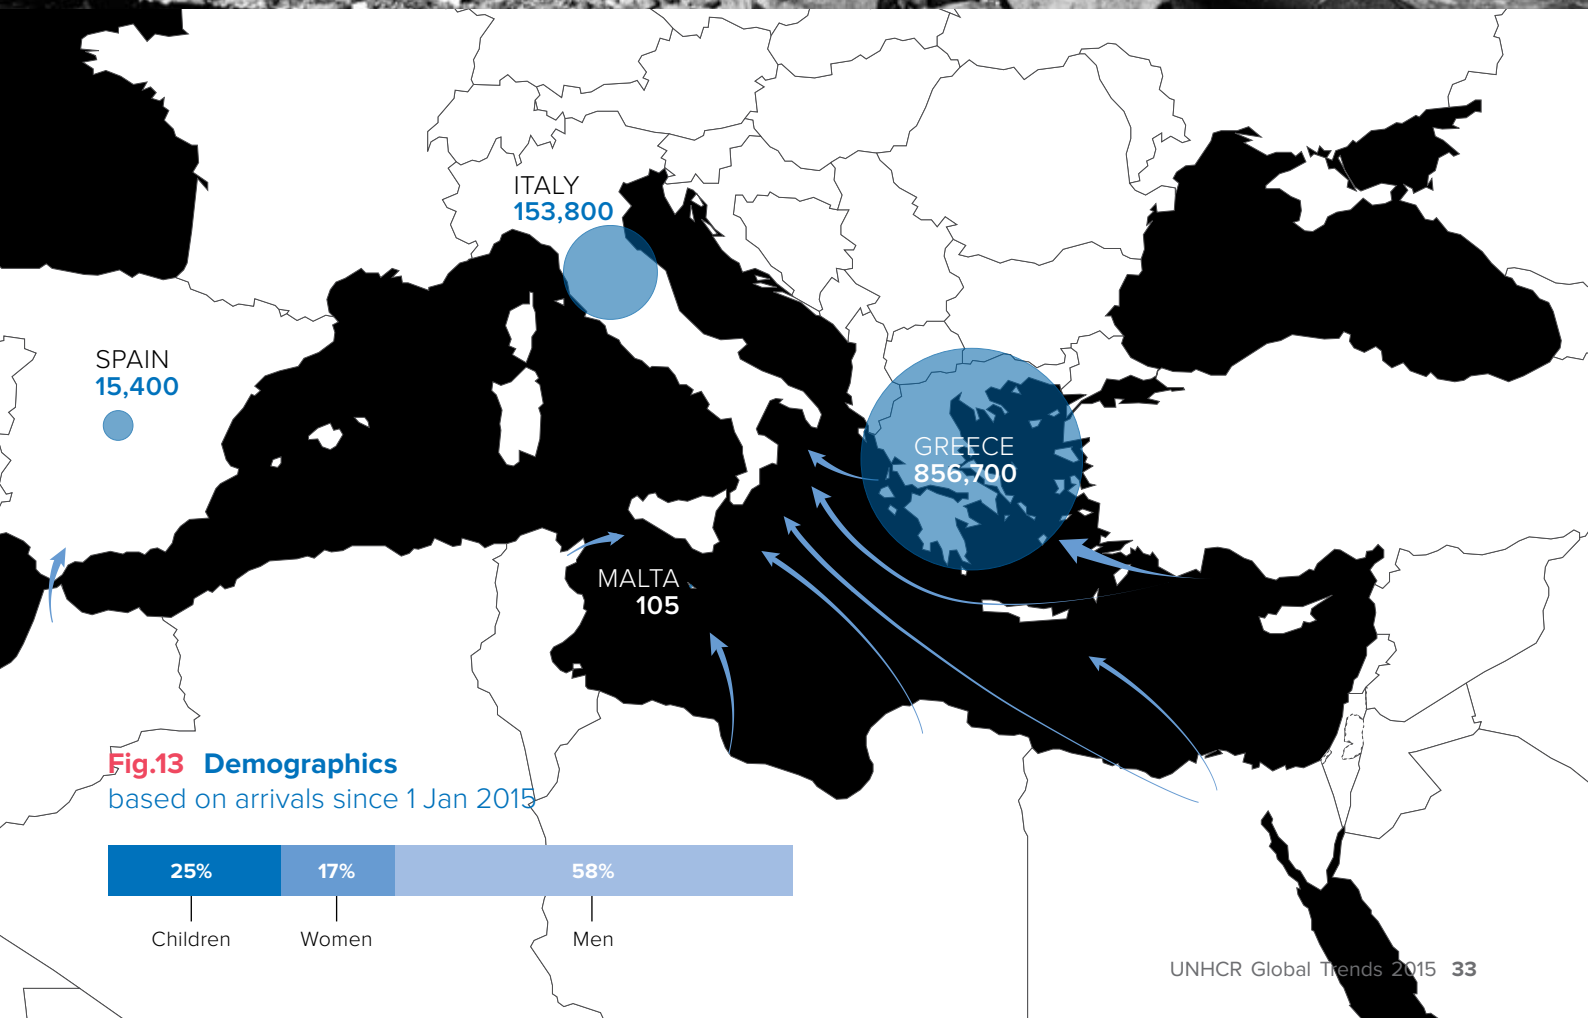 ITALY
153,800
SPAIN
15,400
GREECE
856,700
MALTA
105
Fig.13 Demographics
based on arrivals since 1 Jan 2015
25% 17% 58%
Children Women Men
UNHCR Global Trends 2015 33